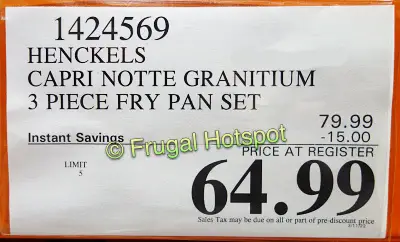 1424569
HENCKELS
CAPRI NOTTE GRANITIUM
3 PIECE FRY PAN SET
79.99
Instant Savings -15.00
© Frugal Hotspot
PRICE AT REGISTER
LIMIT
5
64.99
Sales Tax may be due on all or part of pre-discount price